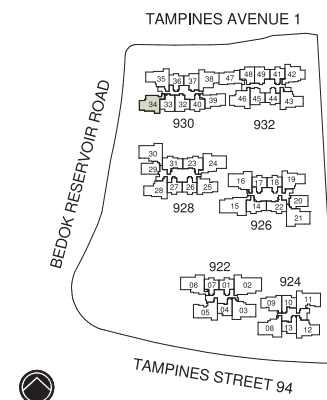 TAMPINES AVENUE 1
BEDOK RESERVOIR ROAD
35 36 37 38 47 48 49 41 42
34 33 32 40 39 46 45 44 43
930
932
30
29
31 23 24
28 27 26 25
928
16 17 18 19
20
15 14 22 21
926
922
06 07 01 02
05 04 03
924
09 10 11
08 13 12
TAMPINES STREET 94